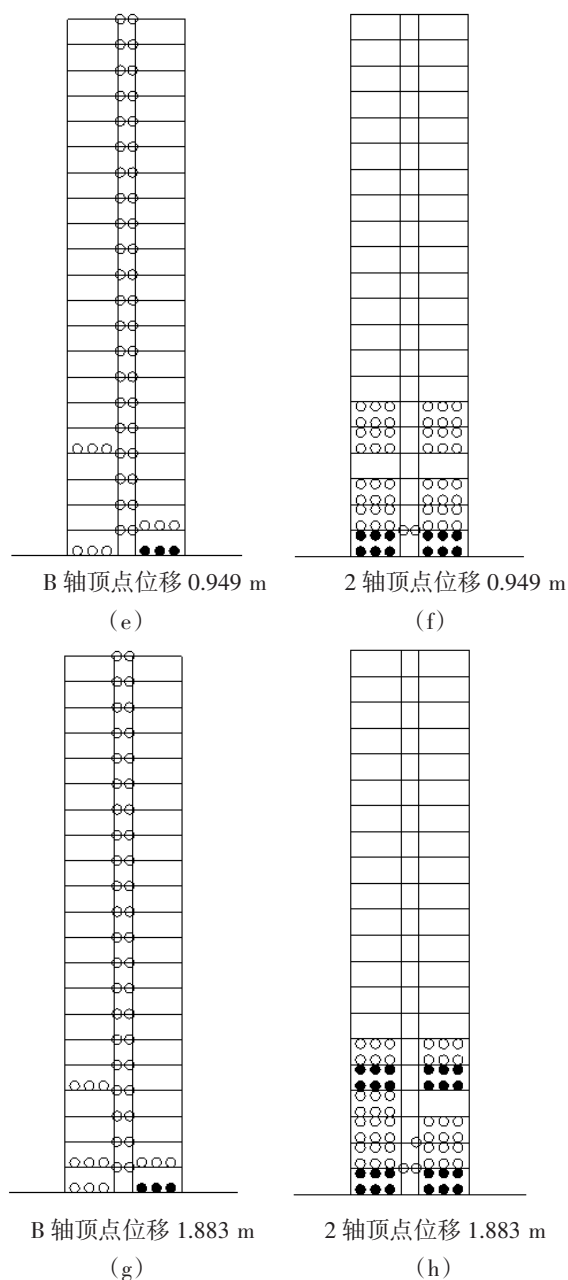 B 轴顶点位移 0.949 m
2 轴顶点位移 0.949 m
（e）
（f）
B 轴顶点位移 1.883 m
2 轴顶点位移 1.883 m
（g）
（h）